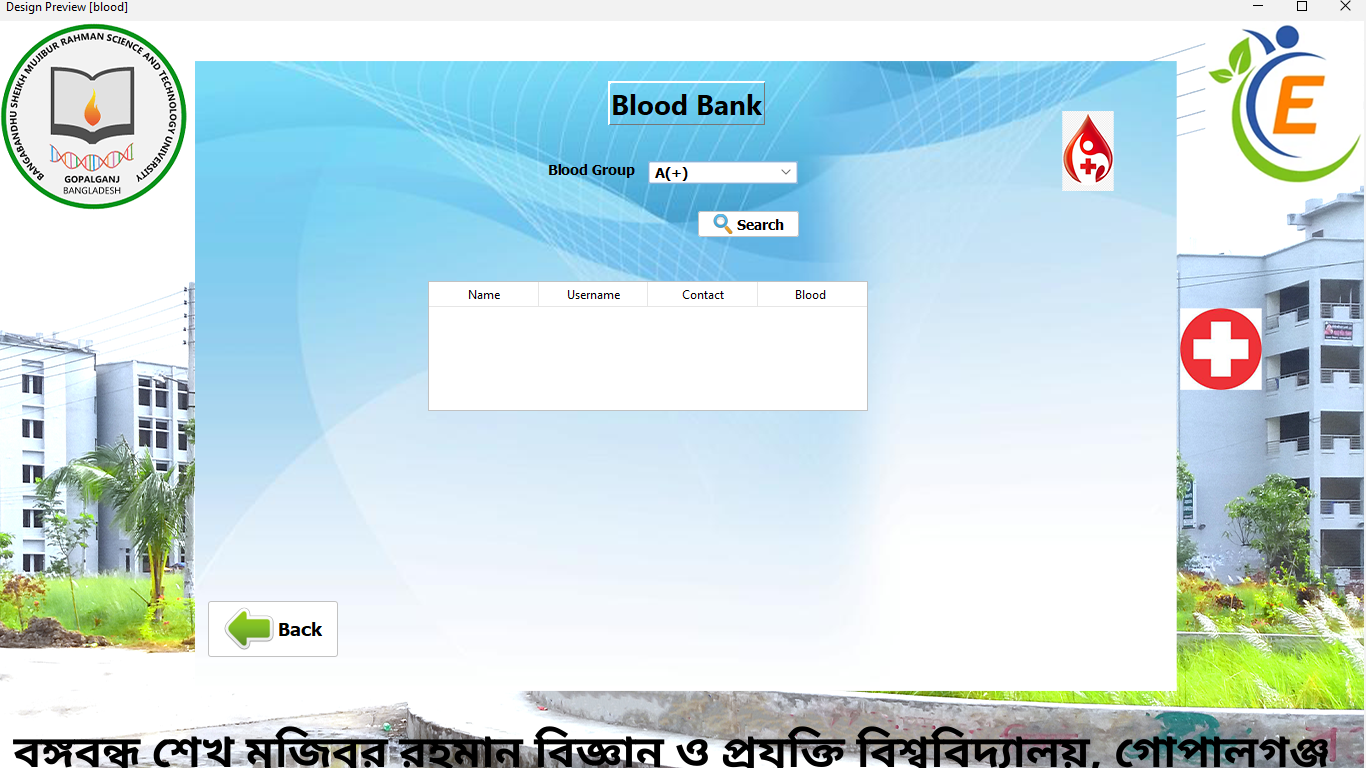 Design Preview [blood]
BANGABANDHU SHEIKH MUJIBUR RAHMAN SCIENCE AND TECHNOLOGY UNIVERSITY
GOPALGANJ
BANGLADESH
E
Blood Bank
Blood Group A(+)
Search
Name Username Contact Blood
Back
বঙ্গবন্ধু শেখ মুজিবুর রহমান বিজ্ঞান ও প্রযুক্তি বিশ্ববিদ্যালয়, গোপালগঞ্জ